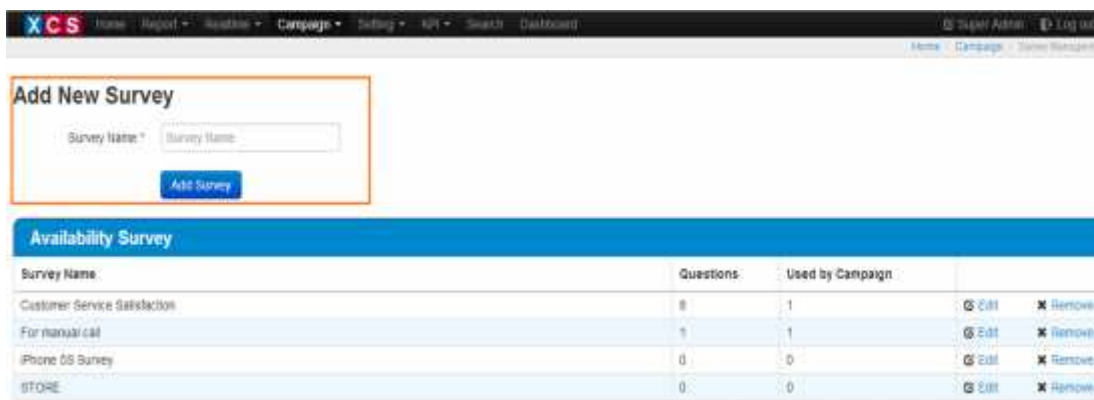 XCS Home Report Realtime Campaign Setting KPI Search Dashboard Super Admin Log out
Home Campaign Survey
Add New Survey
Survey Name * Survey Name
Add Survey
Availability Survey
Survey Name Questions Used by Campaign
Customer Service Satisfaction 8 1 Edit Remove
For manual call 1 1 Edit Remove
iPhone 5S Survey 0 0 Edit Remove
STORE 0 0 Edit Remove